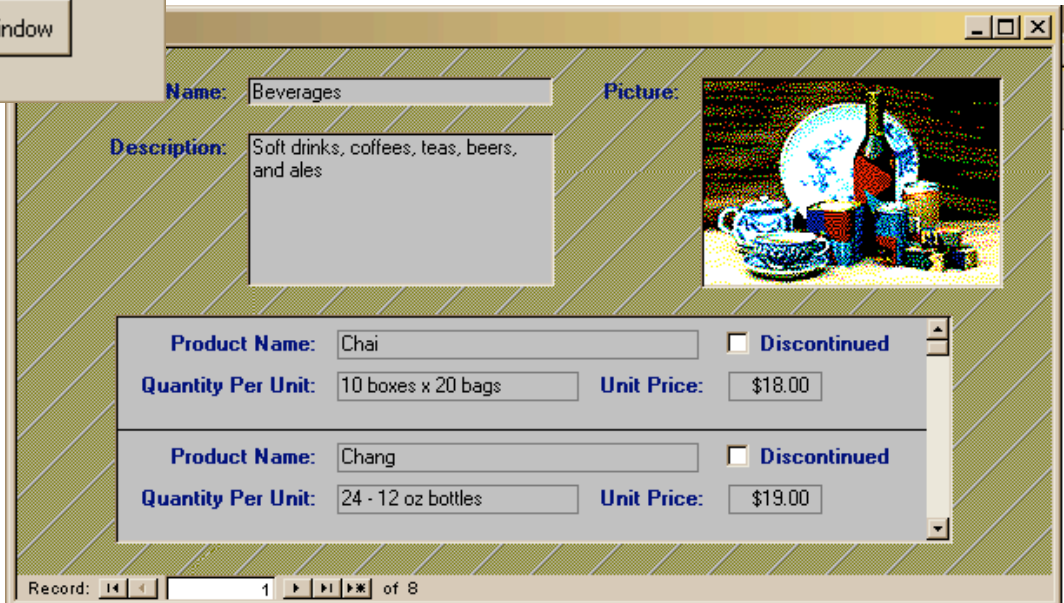 indow
Name: Beverages Picture:
Description: Soft drinks, coffees, teas, beers,
and ales
Product Name: Chai Discontinued
Quantity Per Unit: 10 boxes x 20 bags Unit Price: $18.00
Product Name: Chang Discontinued
Quantity Per Unit: 24 - 12 oz bottles Unit Price: $19.00
Record: 1 of 8